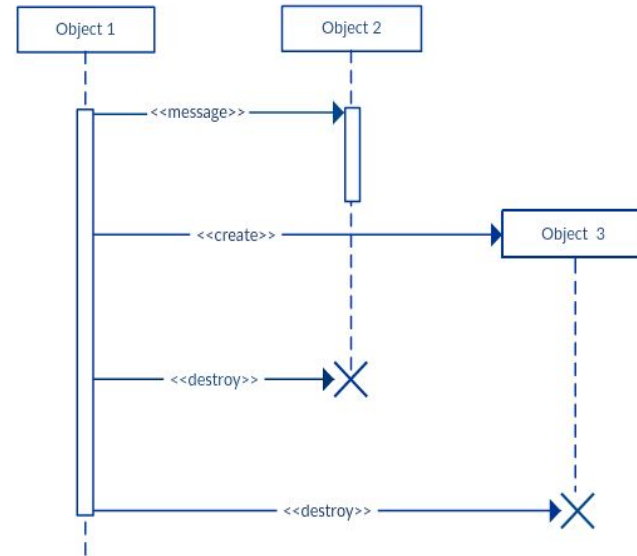 Object 1
Object 2
<<message>>
<<create>>
Object 3
<<destroy>>
<<destroy>>